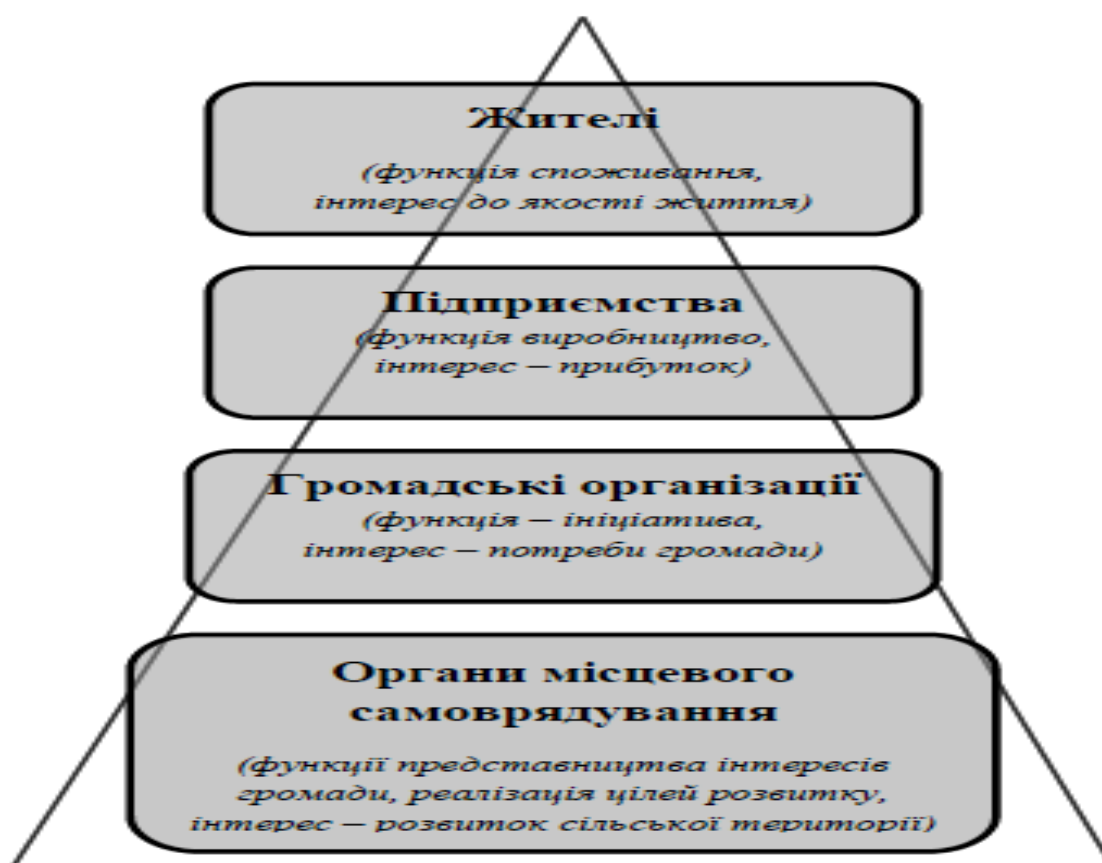 Жителі
(функція споживання,
інтерес до якості життя)
Підприємства
(функція виробництво,
інтерес – прибуток)
Громадські організації
(функція – ініціатива,
інтерес – потреби громади)
Органи місцевого
самоврядування
(функції представництва інтересів
громади, реалізація цілей розвитку,
інтерес – розвиток сільської території)